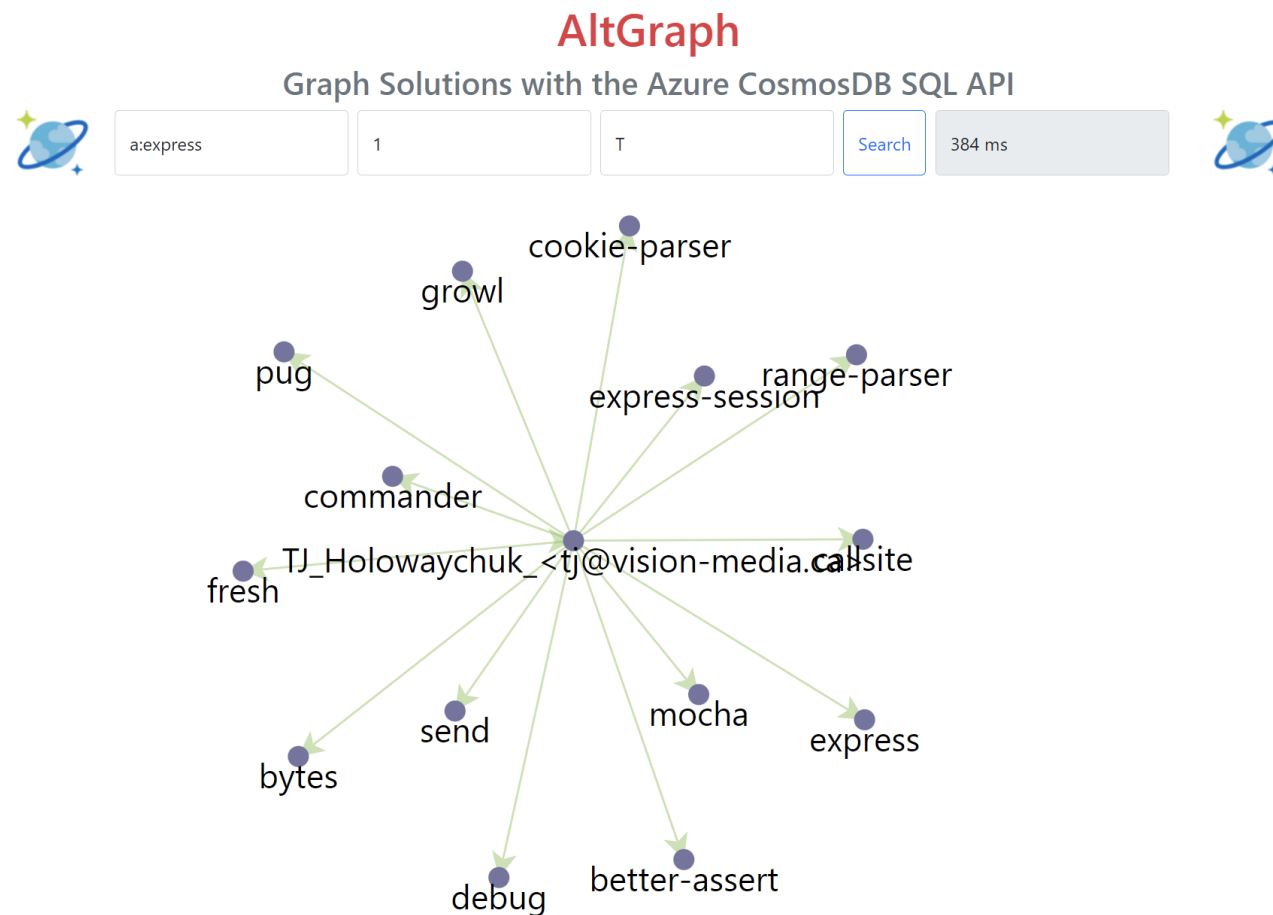 AltGraph
Graph Solutions with the Azure CosmosDB SQL API
a:express 1 T Search 384 ms
cookie-parser
growl
pug
range-parser
express-session
commander
TJ_Holowaychuk_<tj@vision-media.ca>
callsite
fresh
mocha
send
express
bytes
better-assert
debug